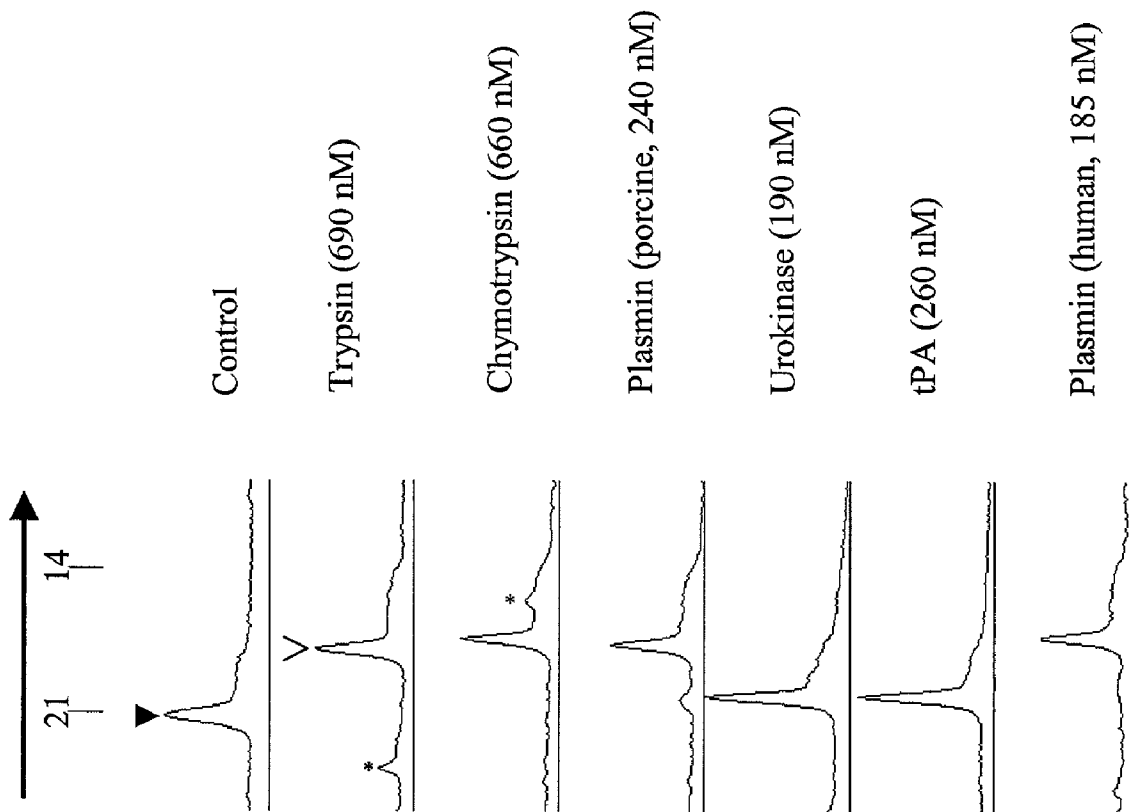 21 14
Control
Trypsin (690 nM)
*
Chymotrypsin (660 nM)
*
Plasmin (porcine, 240 nM)
Urokinase (190 nM)
tPA (260 nM)
Plasmin (human, 185 nM)